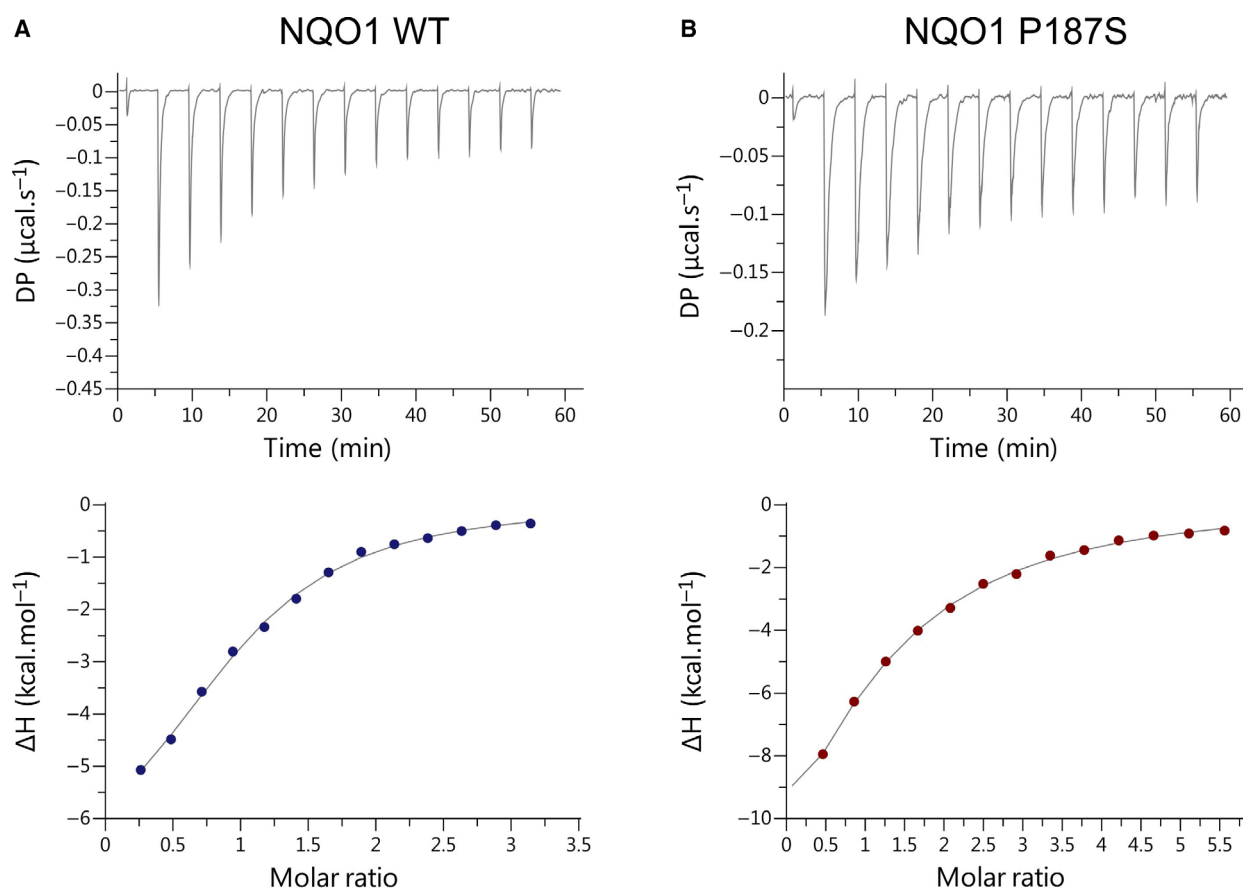 A
NQO1 WT
0
−0.05
−0.1
−0.15
−0.2
−0.25
−0.3
−0.35
−0.4
−0.45
DP (μcal.s⁻¹)
0 10 20 30 40 50 60
Time (min)
0
−1
−2
−3
−4
−5
−6
ΔH (kcal.mol⁻¹)
0 0.5 1 1.5 2 2.5 3 3.5
Molar ratio
B
NQO1 P187S
0
−0.05
−0.1
−0.15
−0.2
DP (μcal.s⁻¹)
0 10 20 30 40 50 60
Time (min)
0
−2
−4
−6
−8
−10
ΔH (kcal.mol⁻¹)
0 0.5 1 1.5 2 2.5 3 3.5 4 4.5 5 5.5
Molar ratio